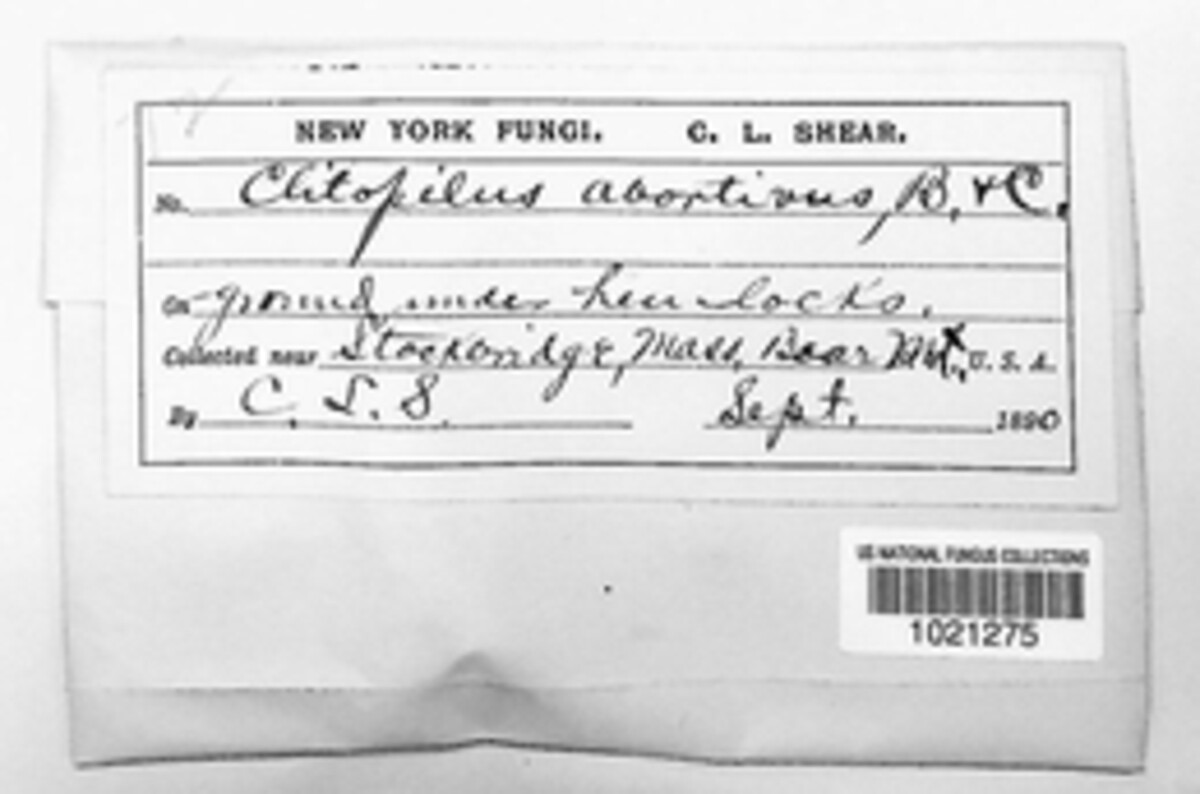 NEW YORK FUNGI. C. L. SHEAR.
No. Clitopilus abortivus, B. & C.
On ground under hemlocks.
Collected near Stockbridge, Mass, Bear Mt., U. S. A.
By C. L. S. Sept. 1890
US NATIONAL FUNGUS COLLECTIONS
1021275